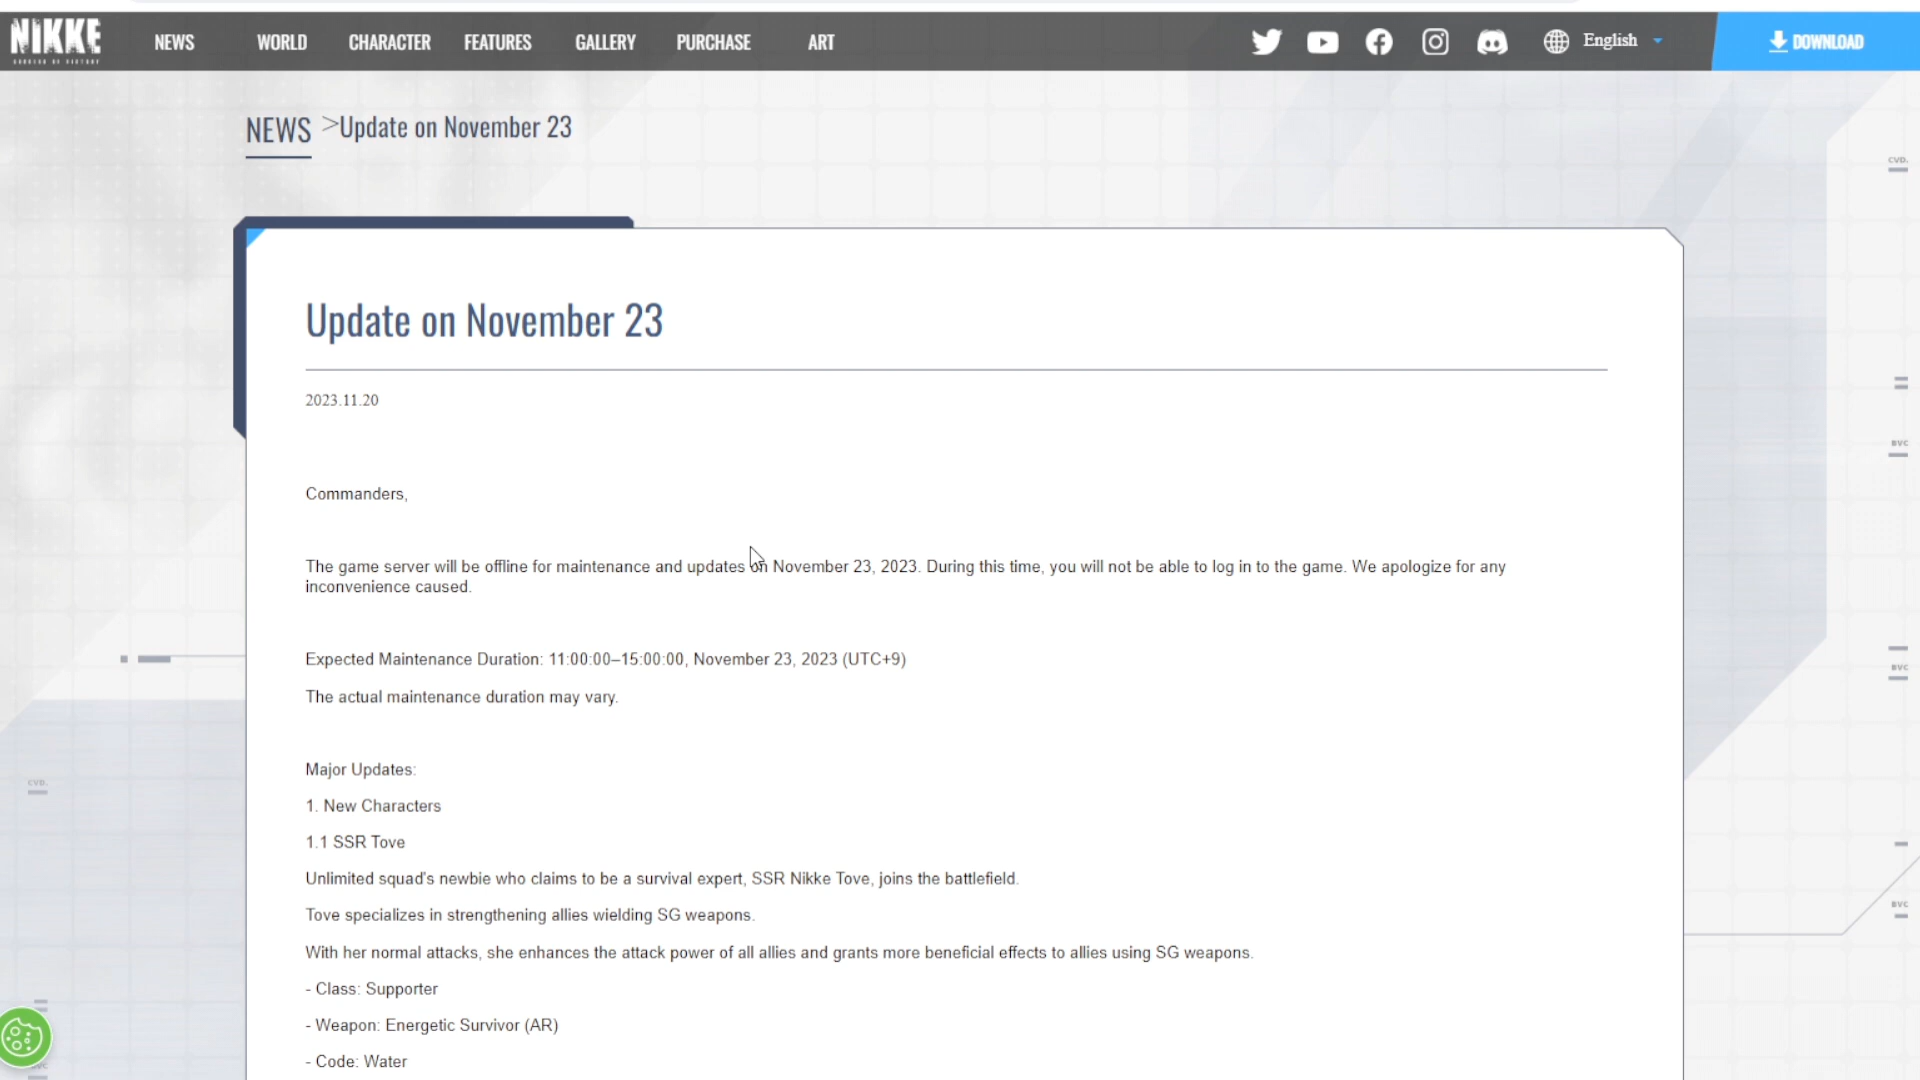 NIKKE
NEWS WORLD CHARACTER FEATURES GALLERY PURCHASE ART English DOWNLOAD
NEWS >Update on November 23
Update on November 23
2023.11.20
Commanders,
The game server will be offline for maintenance and updates on November 23, 2023. During this time, you will not be able to log in to the game. We apologize for any
inconvenience caused.
Expected Maintenance Duration: 11:00:00–15:00:00, November 23, 2023 (UTC+9)
The actual maintenance duration may vary.
Major Updates:
1. New Characters
1.1 SSR Tove
Unlimited squad's newbie who claims to be a survival expert, SSR Nikke Tove, joins the battlefield.
Tove specializes in strengthening allies wielding SG weapons.
With her normal attacks, she enhances the attack power of all allies and grants more beneficial effects to allies using SG weapons.
- Class: Supporter
- Weapon: Energetic Survivor (AR)
- Code: Water
CVD.
BVC
BVC
CVD.
BVC